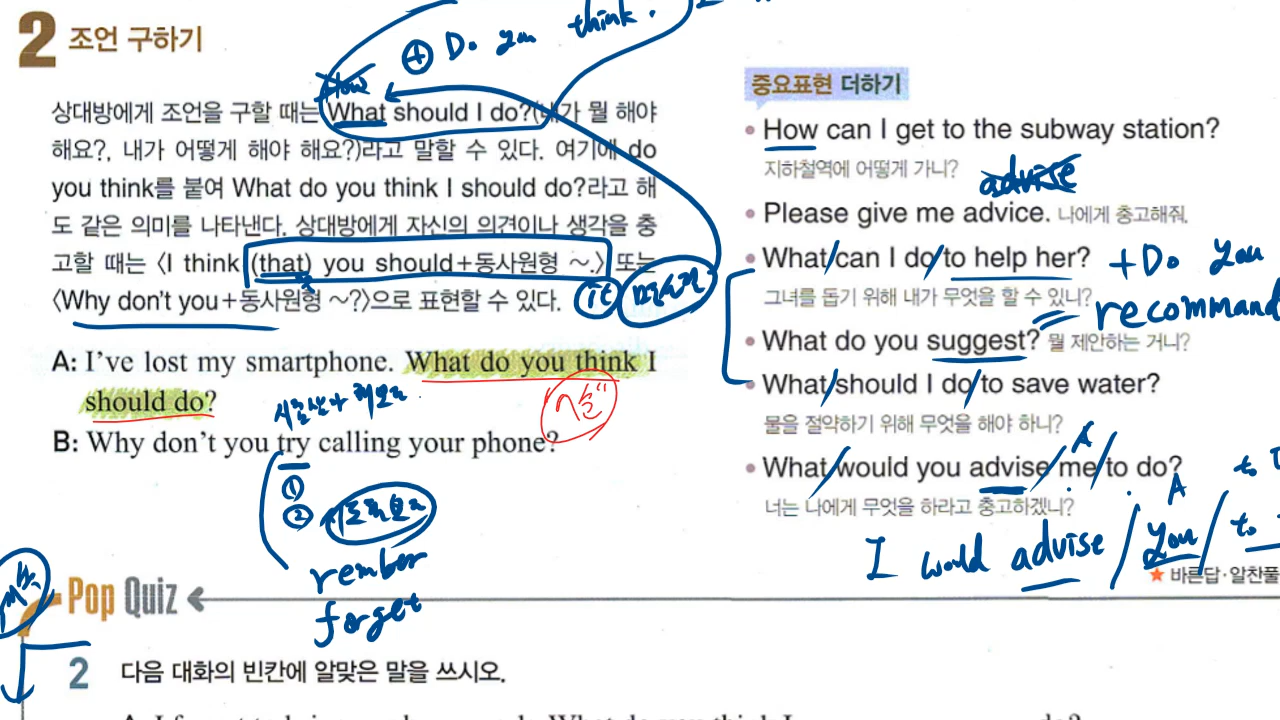 2 조언 구하기
+ Do you think.
How
상대방에게 조언을 구할 때는 What should I do?(내가 뭘 해야
해요?, 내가 어떻게 해야 해요?)라고 말할 수 있다. 여기에 do
you think를 붙여 What do you think I should do?라고 해
도 같은 의미를 나타낸다. 상대방에게 자신의 의견이나 생각을 충
고할 때는 〈I think (that) you should+동사원형 ~.〉 또는
〈Why don't you+동사원형 ~?〉으로 표현할 수 있다.
it
A: I've lost my smartphone. What do you think I
should do?
B: Why don't you try calling your phone?
①
②
rember
forget
중요표현 더하기
• How can I get to the subway station?
지하철역에 어떻게 가니?
advise
• Please give me advice. 나에게 충고해줘.
• What/can I do/to help her? + Do you
그녀를 돕기 위해 내가 무엇을 할 수 있니?
recommand
• What do you suggest? 뭘 제안하는 거니?
• What/should I do/to save water?
물을 절약하기 위해 무엇을 해야 하니?
A
• What/would you advise/me/to do?
to
너는 나에게 무엇을 하라고 충고하겠니?
A
I would advise/you/to
★ 바른답·알찬풀
Pop Quiz
2 다음 대화의 빈칸에 알맞은 말을 쓰시오.